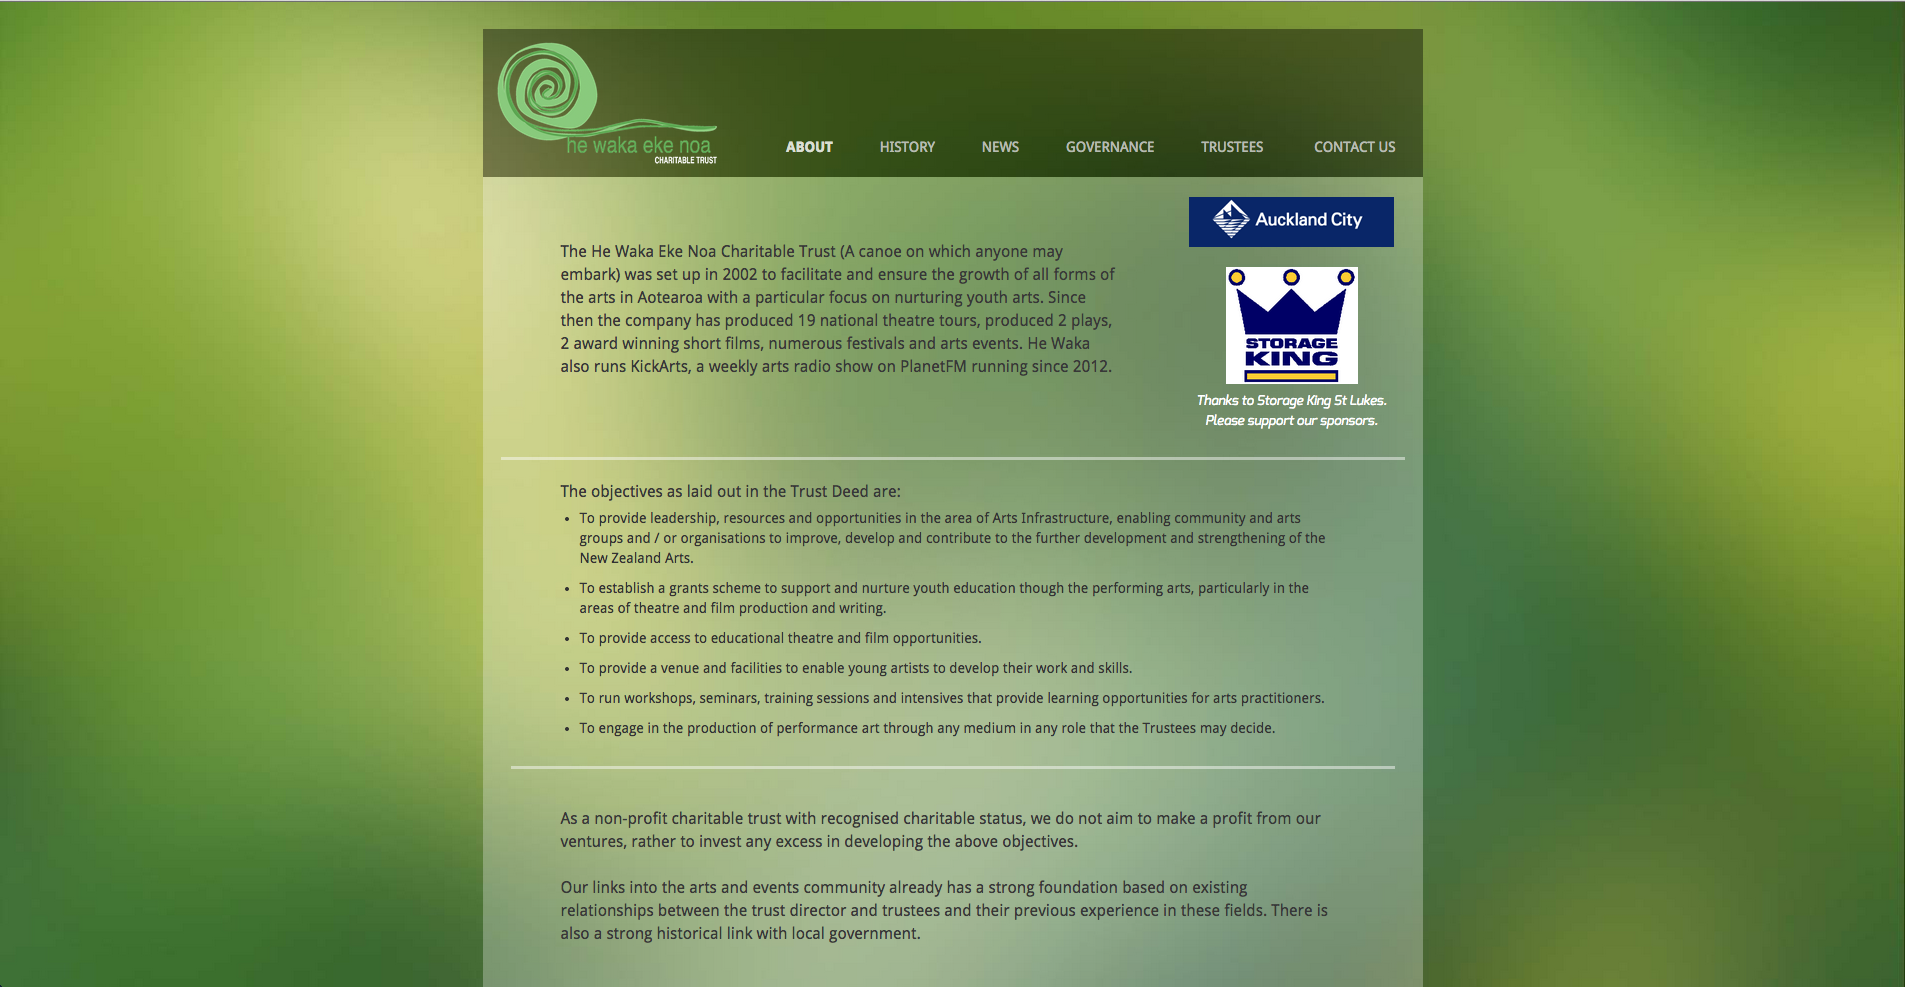 he waka eke noa
CHARITABLE TRUST
ABOUT HISTORY NEWS GOVERNANCE TRUSTEES CONTACT US
Auckland City
The He Waka Eke Noa Charitable Trust (A canoe on which anyone may
embark) was set up in 2002 to facilitate and ensure the growth of all forms of
the arts in Aotearoa with a particular focus on nurturing youth arts. Since
then the company has produced 19 national theatre tours, produced 2 plays,
2 award winning short films, numerous festivals and arts events. He Waka
also runs KickArts, a weekly arts radio show on PlanetFM running since 2012.
STORAGE
KING
Thanks to Storage King St Lukes.
Please support our sponsors.
The objectives as laid out in the Trust Deed are:
• To provide leadership, resources and opportunities in the area of Arts Infrastructure, enabling community and arts
groups and / or organisations to improve, develop and contribute to the further development and strengthening of the
New Zealand Arts.
• To establish a grants scheme to support and nurture youth education though the performing arts, particularly in the
areas of theatre and film production and writing.
• To provide access to educational theatre and film opportunities.
• To provide a venue and facilities to enable young artists to develop their work and skills.
• To run workshops, seminars, training sessions and intensives that provide learning opportunities for arts practitioners.
• To engage in the production of performance art through any medium in any role that the Trustees may decide.
As a non-profit charitable trust with recognised charitable status, we do not aim to make a profit from our
ventures, rather to invest any excess in developing the above objectives.
Our links into the arts and events community already has a strong foundation based on existing
relationships between the trust director and trustees and their previous experience in these fields. There is
also a strong historical link with local government.